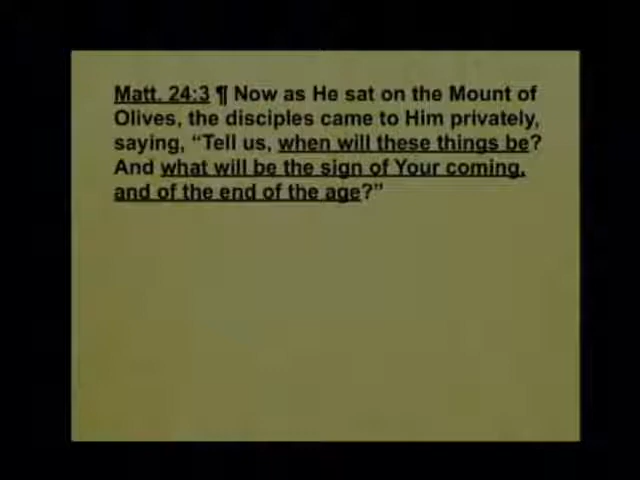 Matt. 24:3 ¶ Now as He sat on the Mount of
Olives, the disciples came to Him privately,
saying, “Tell us, when will these things be?
And what will be the sign of Your coming,
and of the end of the age?”